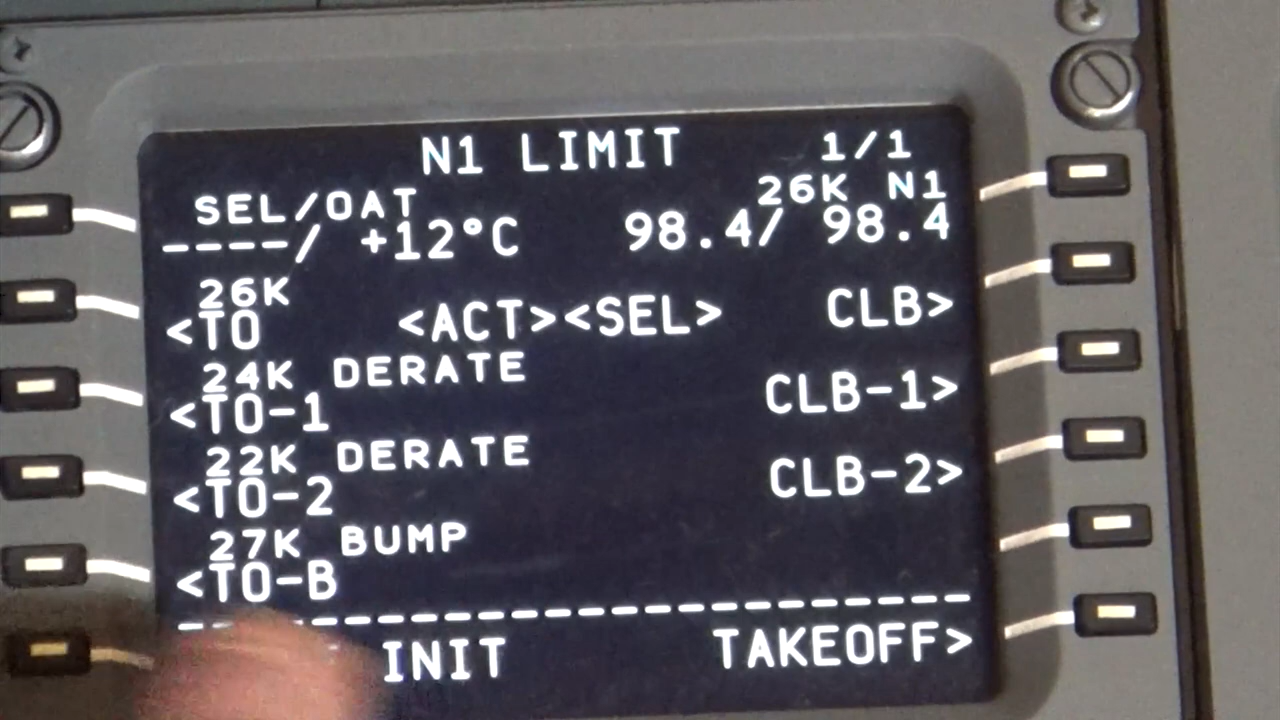 N1 LIMIT 1/1
SEL/OAT 26K N1
----/ +12°C 98.4/ 98.4
26K
<TO <ACT><SEL> CLB>
24K DERATE
<TO-1 CLB-1>
22K DERATE
<TO-2 CLB-2>
27K BUMP
<TO-B
INIT TAKEOFF>